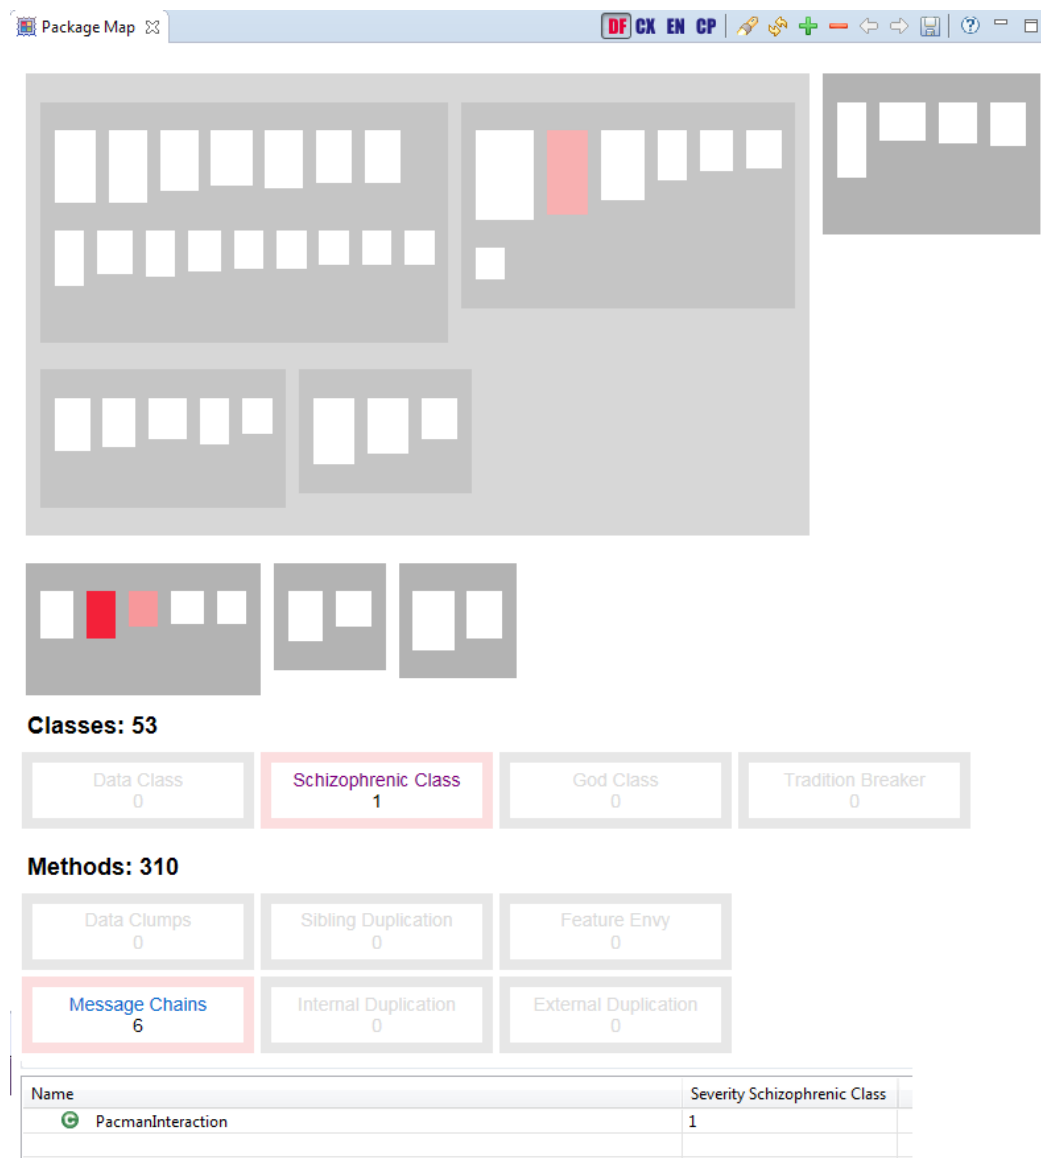 Package Map
DF CX EN CP
Classes: 53
Data Class Schizophrenic Class God Class Tradition Breaker
0 1 0 0
Methods: 310
Data Clumps Sibling Duplication Feature Envy
0 0 0
Message Chains Internal Duplication External Duplication
6 0 0
Name Severity Schizophrenic Class
C PacmanInteraction 1